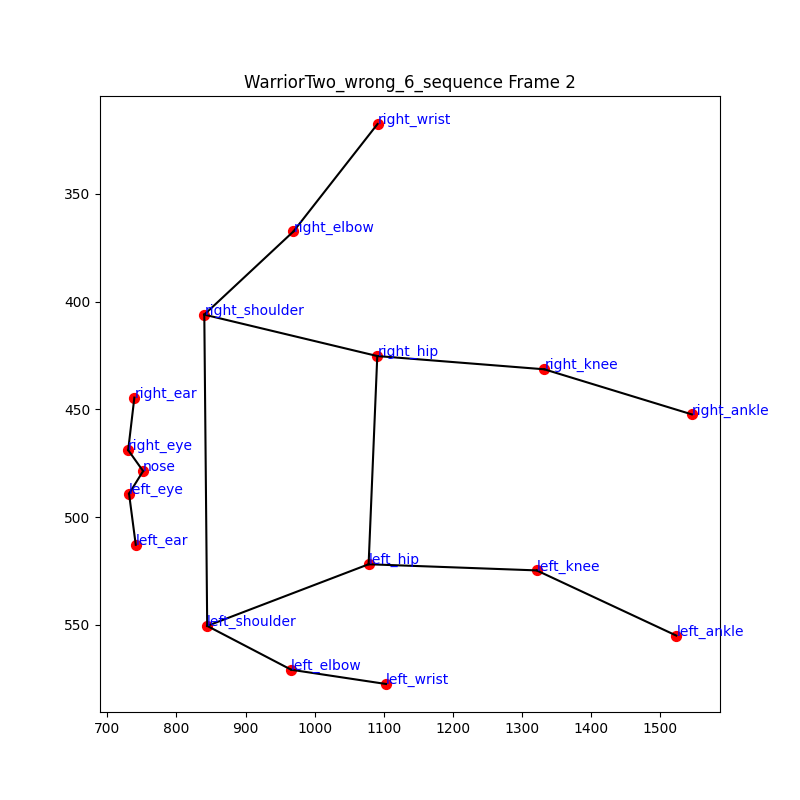 WarriorTwo_wrong_6_sequence Frame 2
right_wrist
right_elbow
right_shoulder
right_hip
right_knee
right_ear
right_ankle
right_eye
nose
left_eye
left_ear
left_hip
left_knee
left_shoulder
left_ankle
left_elbow
left_wrist
350
400
450
500
550
700 800 900 1000 1100 1200 1300 1400 1500